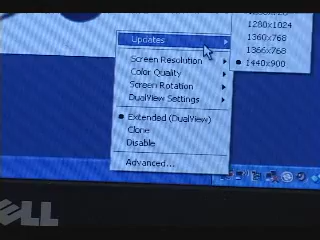 1280x1024
1360x768
1366x768
1440x900
Updates
Screen Resolution
Color Quality
Screen Rotation
DualView Settings
Extended (DualView)
Clone
Disable
Advanced...
DELL